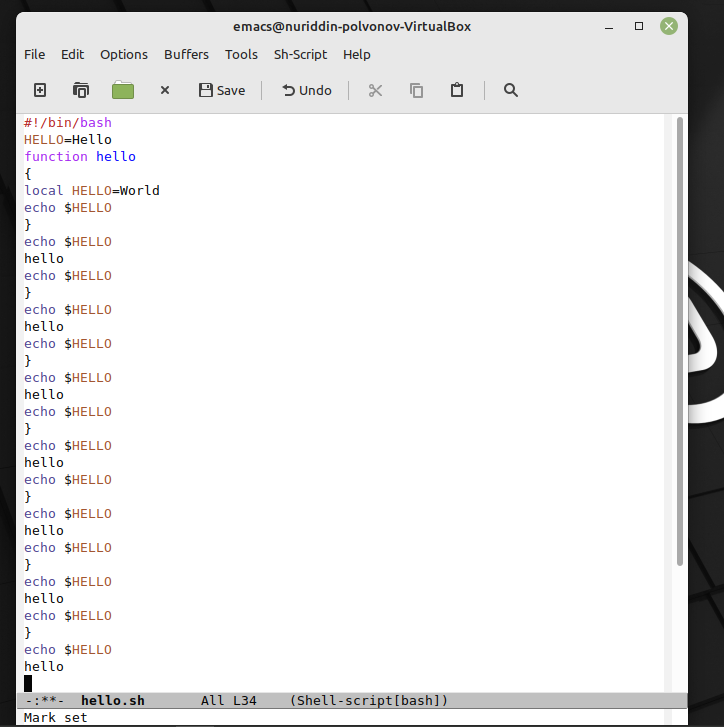 emacs@nuriddin-polvonov-VirtualBox
File Edit Options Buffers Tools Sh-Script Help
Save Undo
#!/bin/bash
HELLO=Hello
function hello
{
local HELLO=World
echo $HELLO
}
echo $HELLO
hello
echo $HELLO
}
echo $HELLO
hello
echo $HELLO
}
echo $HELLO
hello
echo $HELLO
}
echo $HELLO
hello
echo $HELLO
}
echo $HELLO
hello
echo $HELLO
}
echo $HELLO
hello
echo $HELLO
}
echo $HELLO
hello
-:**- hello.sh All L34 (Shell-script[bash])
Mark set